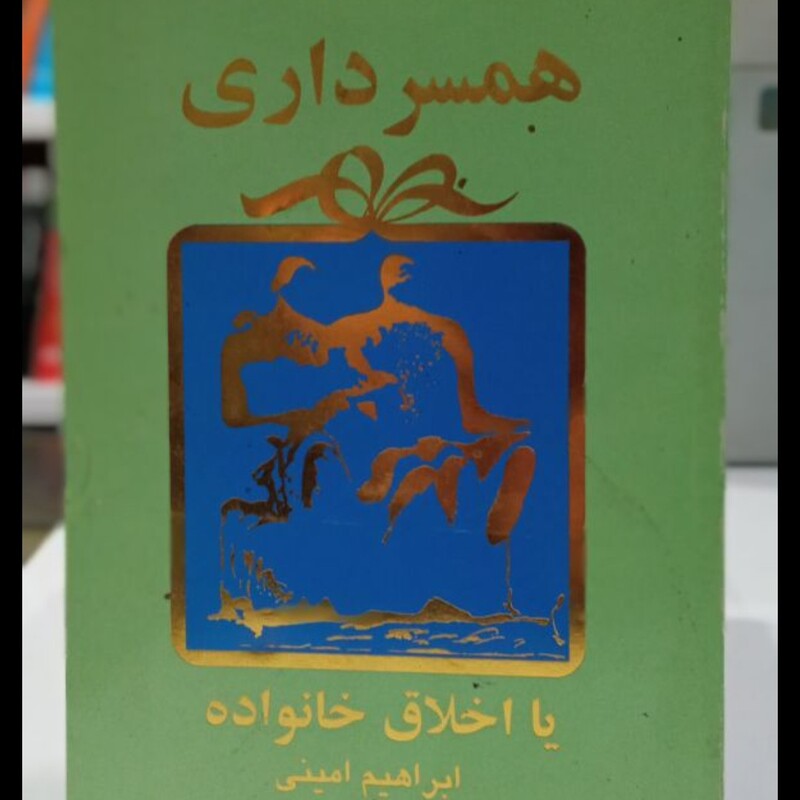 همسرداری
یا اخلاق خانواده
ابراهیم امینی